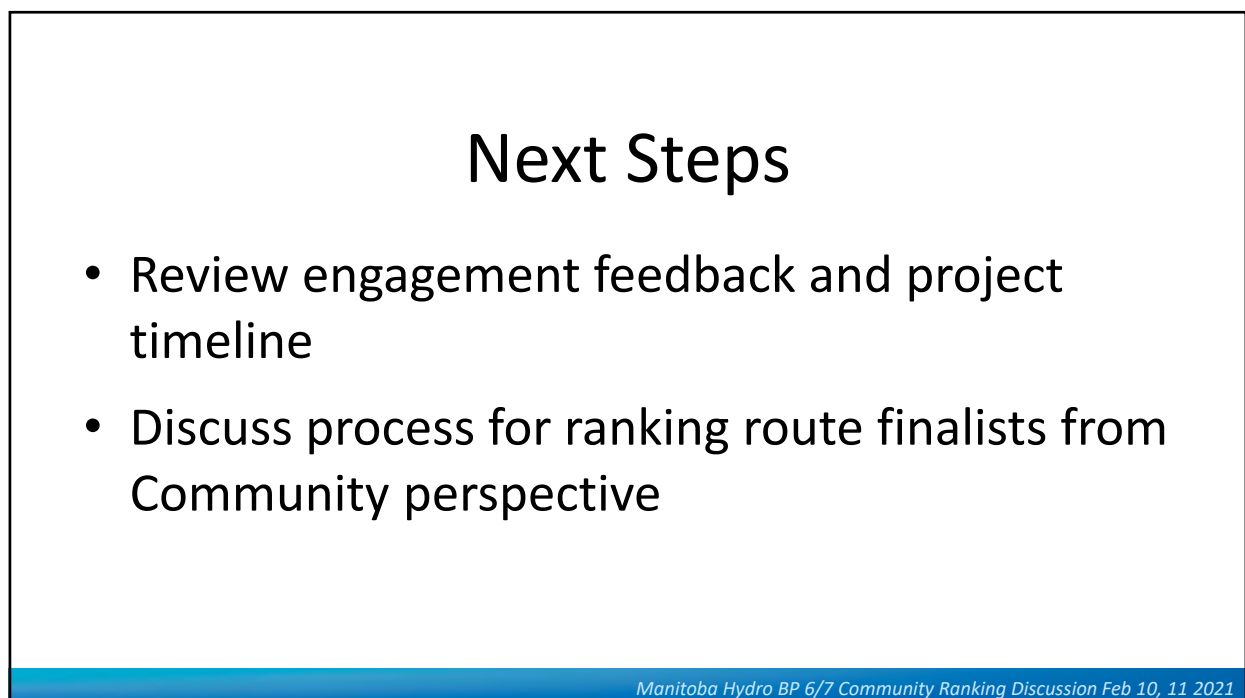 Next Steps
• Review engagement feedback and project
timeline
• Discuss process for ranking route finalists from
Community perspective
Manitoba Hydro BP 6/7 Community Ranking Discussion Feb 10, 11 2021